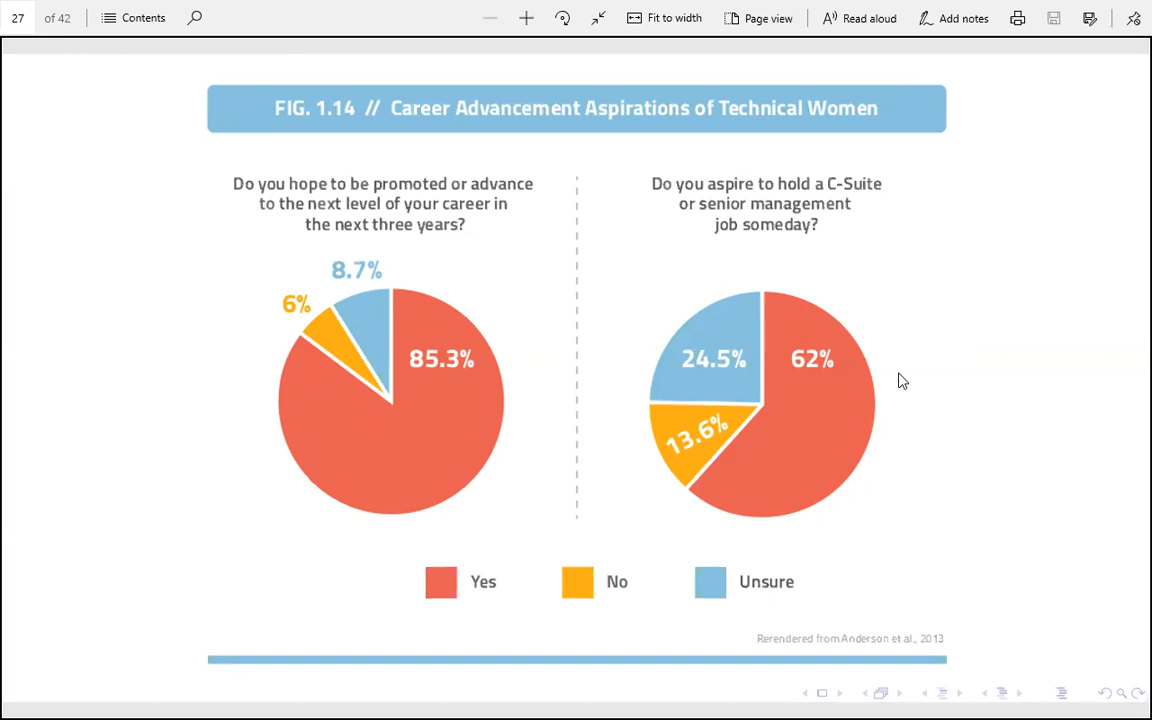 27 of 42 Contents Fit to width Page view Read aloud Add notes
FIG. 1.14 // Career Advancement Aspirations of Technical Women
Do you hope to be promoted or advance
to the next level of your career in
the next three years?
Do you aspire to hold a C-Suite
or senior management
job someday?
8.7%
6%
85.3%
24.5%
62%
13.6%
Yes No Unsure
Rerendered from Anderson et al., 2013